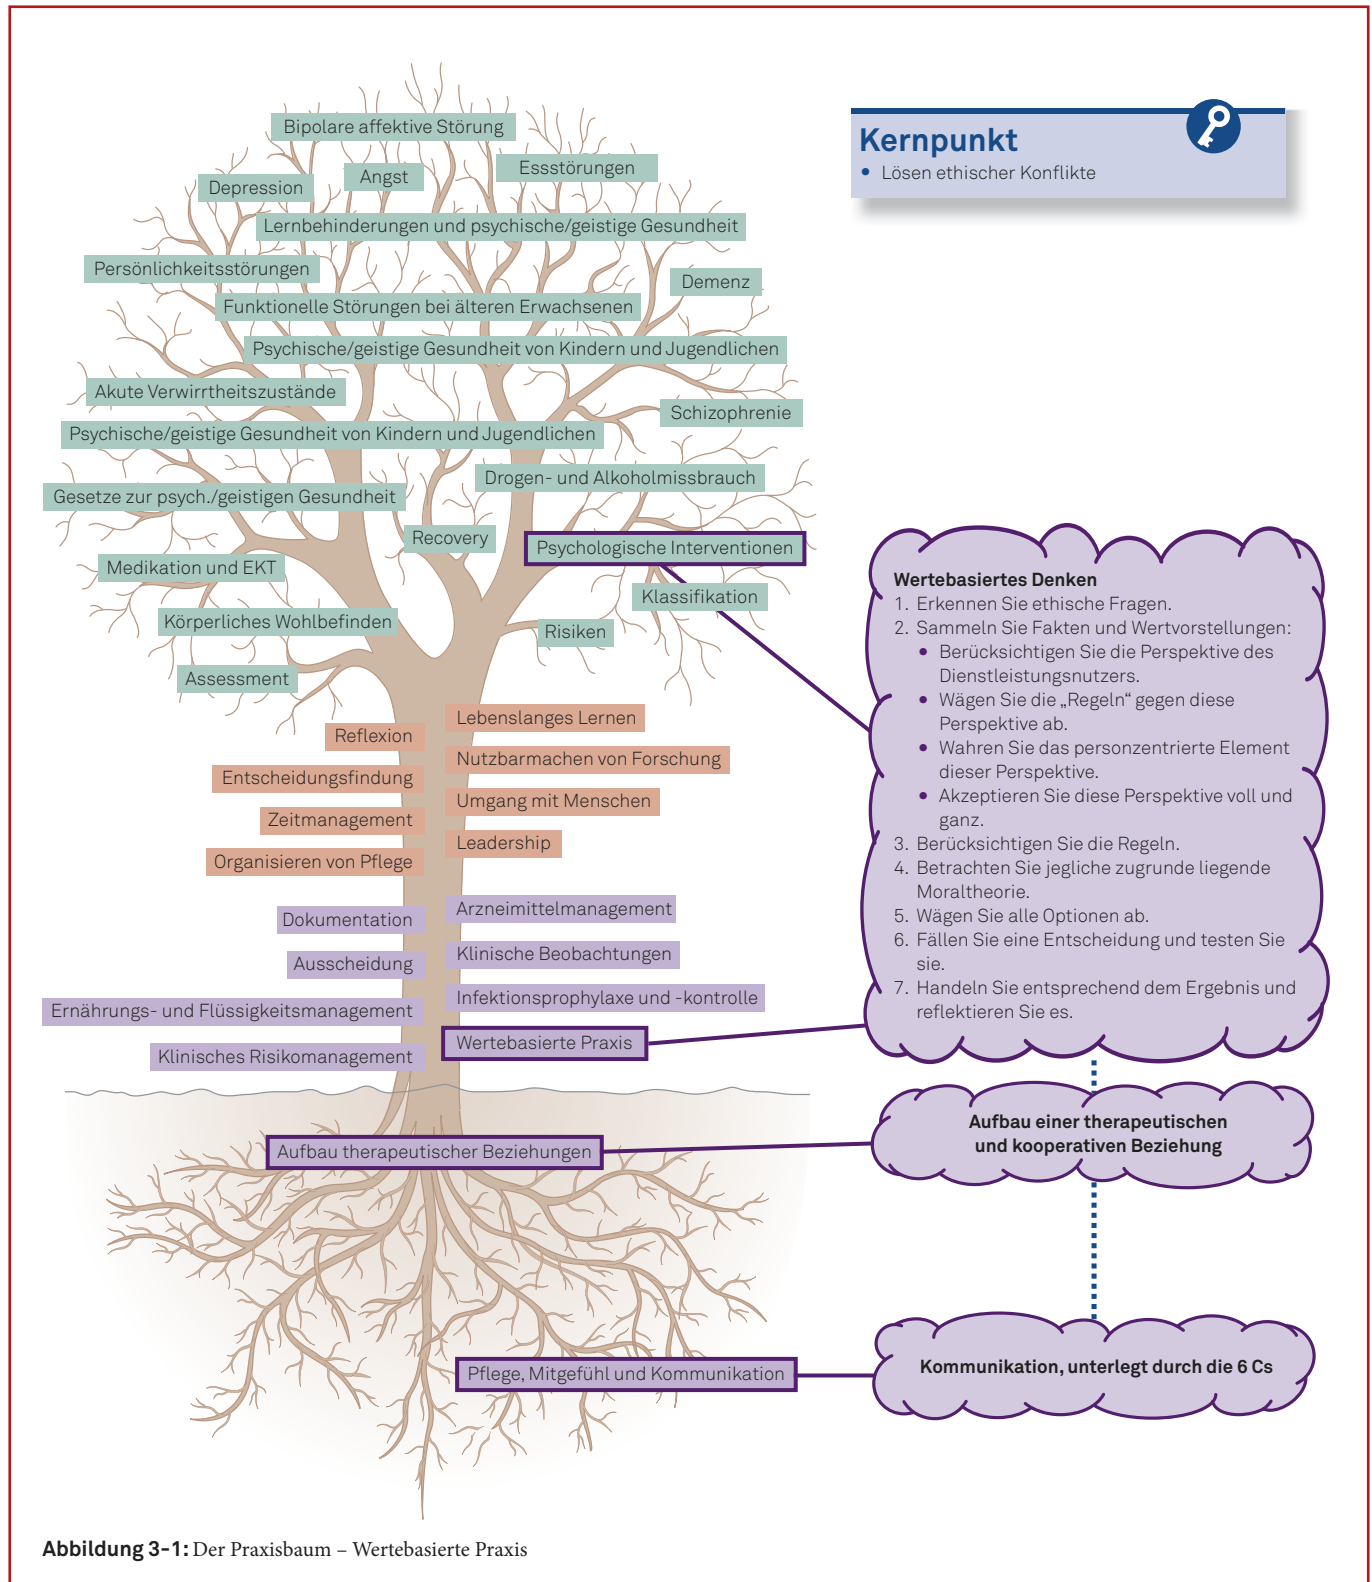 Kernpunkt
• Lösen ethischer Konflikte
Bipolare affektive Störung
Essstörungen
Angst
Depression
Lernbehinderungen und psychische/geistige Gesundheit
Persönlichkeitsstörungen
Demenz
Funktionelle Störungen bei älteren Erwachsenen
Psychische/geistige Gesundheit von Kindern und Jugendlichen
Akute Verwirrtheitszustände
Schizophrenie
Psychische/geistige Gesundheit von Kindern und Jugendlichen
Drogen- und Alkoholmissbrauch
Gesetze zur psych./geistigen Gesundheit
Recovery
Psychologische Interventionen
Medikation und EKT
Klassifikation
Körperliches Wohlbefinden
Risiken
Assessment
Lebenslanges Lernen
Reflexion
Nutzbarmachen von Forschung
Entscheidungsfindung
Umgang mit Menschen
Zeitmanagement
Leadership
Organisieren von Pflege
Arzneimittelmanagement
Dokumentation
Klinische Beobachtungen
Ausscheidung
Infektionsprophylaxe und -kontrolle
Ernährungs- und Flüssigkeitsmanagement
Wertebasierte Praxis
Klinisches Risikomanagement
Aufbau therapeutischer Beziehungen
Pflege, Mitgefühl und Kommunikation
Wertebasiertes Denken
1. Erkennen Sie ethische Fragen.
2. Sammeln Sie Fakten und Wertvorstellungen:
• Berücksichtigen Sie die Perspektive des
Dienstleistungsnutzers.
• Wägen Sie die „Regeln“ gegen diese
Perspektive ab.
• Wahren Sie das personzentrierte Element
dieser Perspektive.
• Akzeptieren Sie diese Perspektive voll und
ganz.
3. Berücksichtigen Sie die Regeln.
4. Betrachten Sie jegliche zugrunde liegende
Moraltheorie.
5. Wägen Sie alle Optionen ab.
6. Fällen Sie eine Entscheidung und testen Sie
sie.
7. Handeln Sie entsprechend dem Ergebnis und
reflektieren Sie es.
Aufbau einer therapeutischen
und kooperativen Beziehung
Kommunikation, unterlegt durch die 6 Cs
Abbildung 3-1: Der Praxisbaum – Wertebasierte Praxis